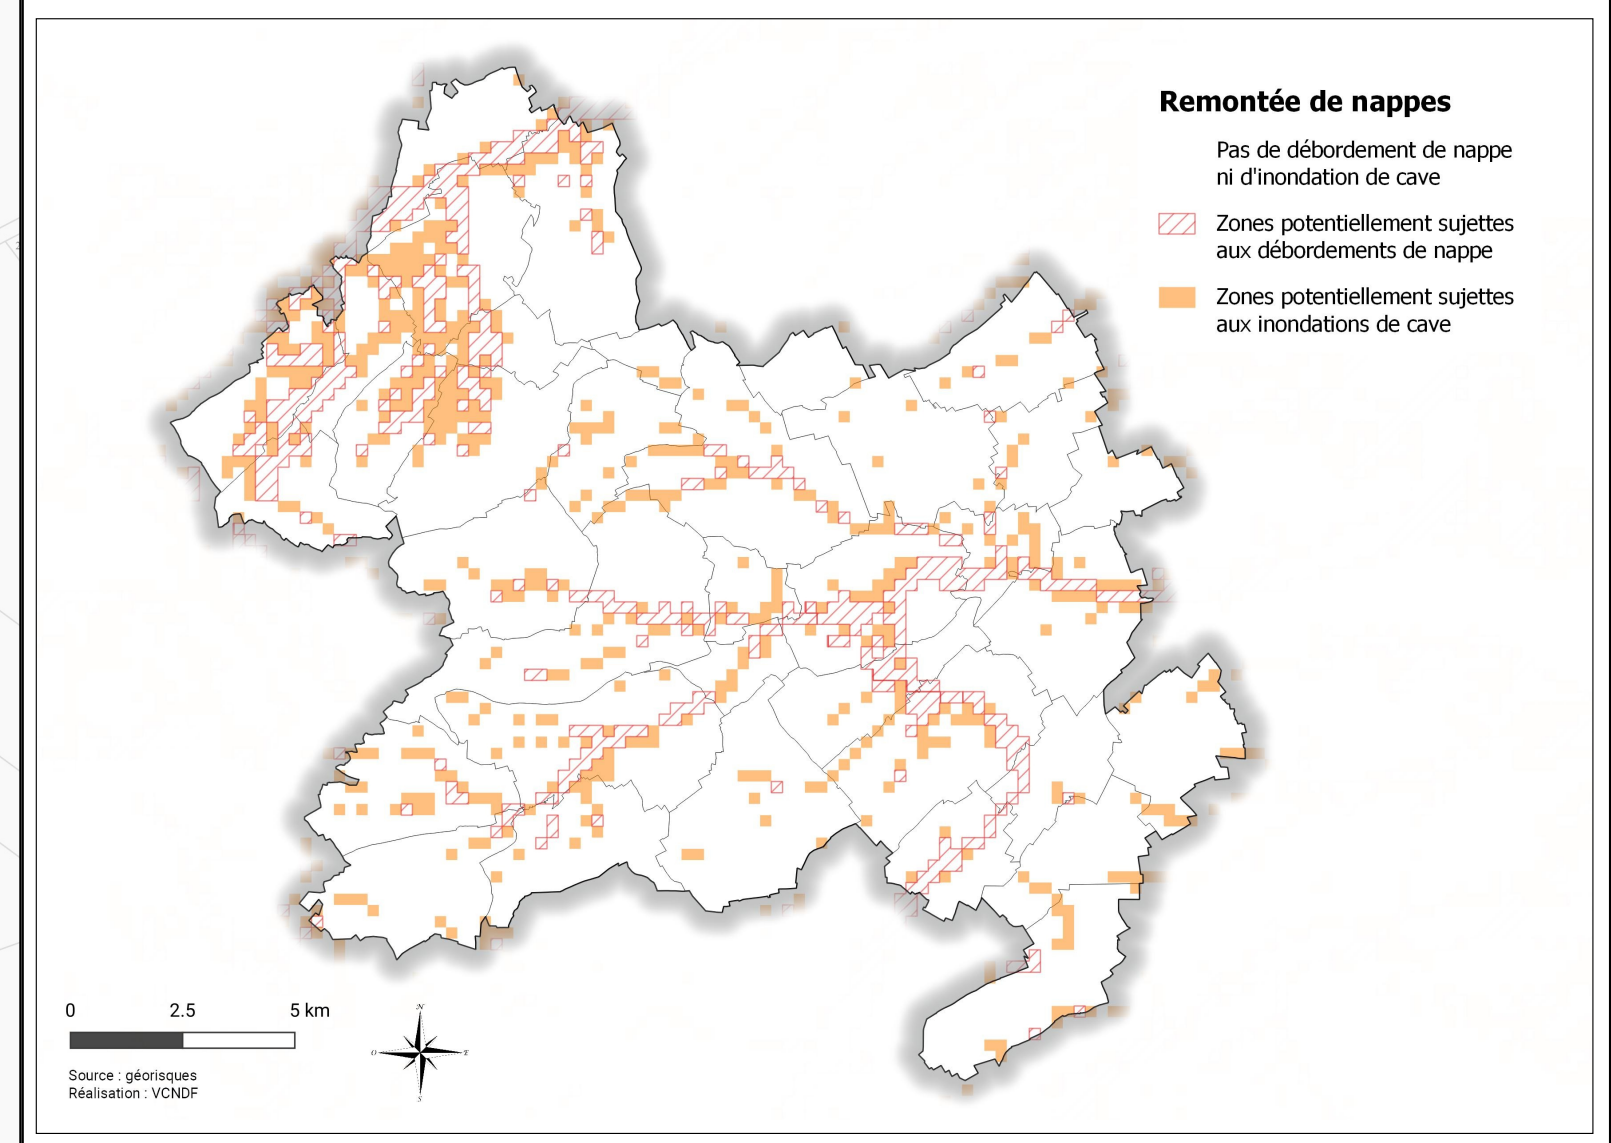 Remontée de nappes
Pas de débordement de nappe
ni d'inondation de cave
Zones potentiellement sujettes
aux débordements de nappe
Zones potentiellement sujettes
aux inondations de cave
0 2.5 5 km
Source : géorisques
Réalisation : VCNDF
N
O E
S